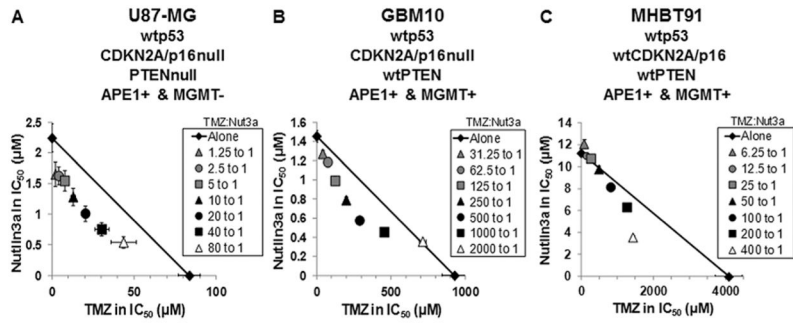 A
U87-MG
wtp53
CDKN2A/p16null
PTENnull
APE1+ & MGMT-
Nutlin3a in IC50 (µM)
2.5
2
1.5
1
0.5
0
0
50
100
TMZ in IC50 (µM)
TMZ:Nut3a
Alone
1.25 to 1
2.5 to 1
5 to 1
10 to 1
20 to 1
40 to 1
80 to 1
B
GBM10
wtp53
CDKN2A/p16null
wtPTEN
APE1+ & MGMT+
Nutlin3a in IC50 (µM)
1.6
1.4
1.2
1
0.8
0.6
0.4
0.2
0
0
500
1000
TMZ in IC50 (µM)
TMZ:Nut3a
Alone
31.25 to 1
62.5 to 1
125 to 1
250 to 1
500 to 1
1000 to 1
2000 to 1
C
MHBT91
wtp53
wtCDKN2A/p16
wtPTEN
APE1+ & MGMT+
Nutlin3a in IC50 (µM)
14
12
10
8
6
4
2
0
0
2000
4000
TMZ in IC50 (µM)
TMZ:Nut3a
Alone
6.25 to 1
12.5 to 1
25 to 1
50 to 1
100 to 1
200 to 1
400 to 1